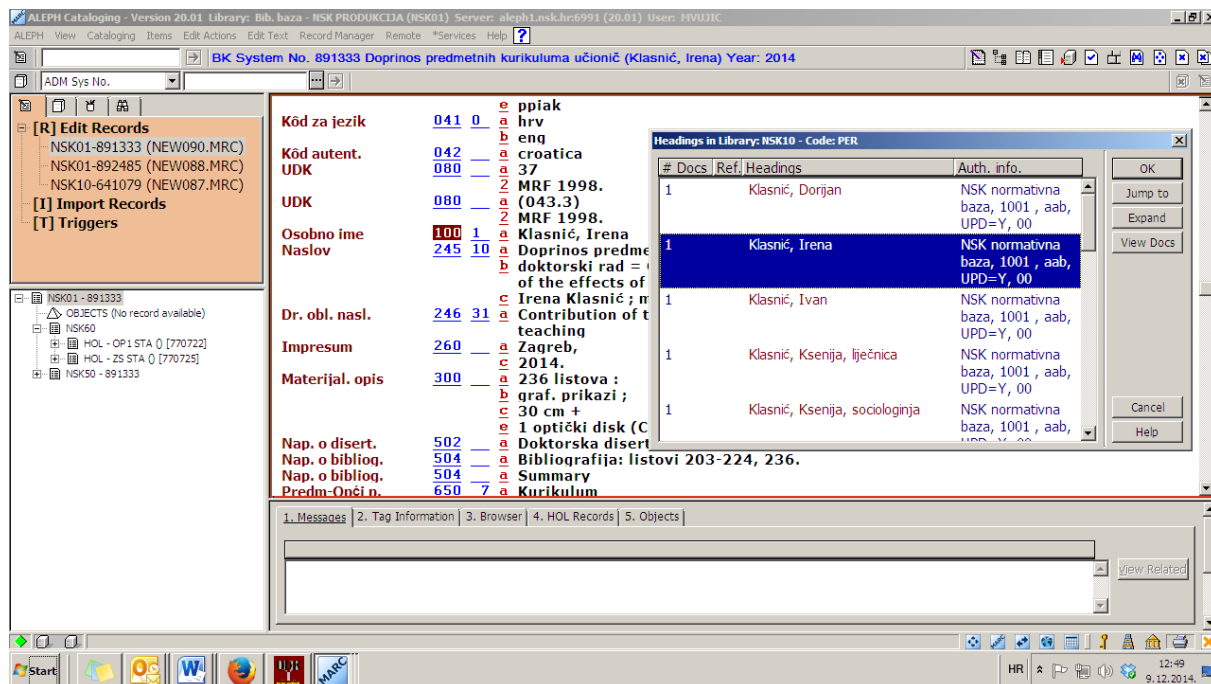 ALEPH Cataloging - Version 20.01 Library: Bib. baza - NSK PRODUKCIJA (NSK01) Server: aleph1.nsk.hr:6991 (20.01) User: MVUJIC
ALEPH View Cataloging Items Edit Actions Edit Text Record Manager Remote *Services Help ?
BK System No. 891333 Doprinos predmetnih kurikuluma učionič (Klasnić, Irena) Year: 2014
ADM Sys No.
[R] Edit Records
NSK01-891333 (NEW090.MRC)
NSK01-892485 (NEW088.MRC)
NSK10-641079 (NEW087.MRC)
[I] Import Records
[T] Triggers
NSK01 - 891333
OBJECTS (No record available)
NSK60
HOL - OP1 STA () [770722]
HOL - ZS STA () [770725]
NSK50 - 891333
e ppiak
Kôd za jezik 041 0 a hrv
b eng
Kôd autent. 042 a croatica
UDK 080 a 37
2 MRF 1998.
UDK 080 a (043.3)
2 MRF 1998.
Osobno ime 100 1 a Klasnić, Irena
Naslov 245 10 a Doprinos predme
b doktorski rad =
of the effects of
c Irena Klasnić ; m
Dr. obl. nasl. 246 31 a Contribution of t
teaching
Impresum 260 a Zagreb,
c 2014.
Materijal. opis 300 a 236 listova :
b graf. prikazi ;
c 30 cm +
e 1 optički disk (C
Nap. o disert. 502 a Doktorska disert
Nap. o bibliog. 504 a Bibliografija: listovi 203-224, 236.
Nap. o bibliog. 504 a Summary
Predm-Opći p. 650 7 a Kurikulum
Headings in Library: NSK10 - Code: PER
# Docs Ref. Headings Auth. info.
1 Klasnić, Dorijan NSK normativna
baza, 1001 , aab,
UPD=Y, 00
1 Klasnić, Irena NSK normativna
baza, 1001 , aab,
UPD=Y, 00
1 Klasnić, Ivan NSK normativna
baza, 1001 , aab,
UPD=Y, 00
1 Klasnić, Ksenija, liječnica NSK normativna
baza, 1001 , aab,
UPD=Y, 00
1 Klasnić, Ksenija, sociologinja NSK normativna
baza, 1001 , aab,
UPD=Y, 00
OK
Jump to
Expand
View Docs
Cancel
Help
1. Messages 2. Tag Information 3. Browser 4. HOL Records 5. Objects
View Related
Start
MARC
HR
12:49
9.12.2014.